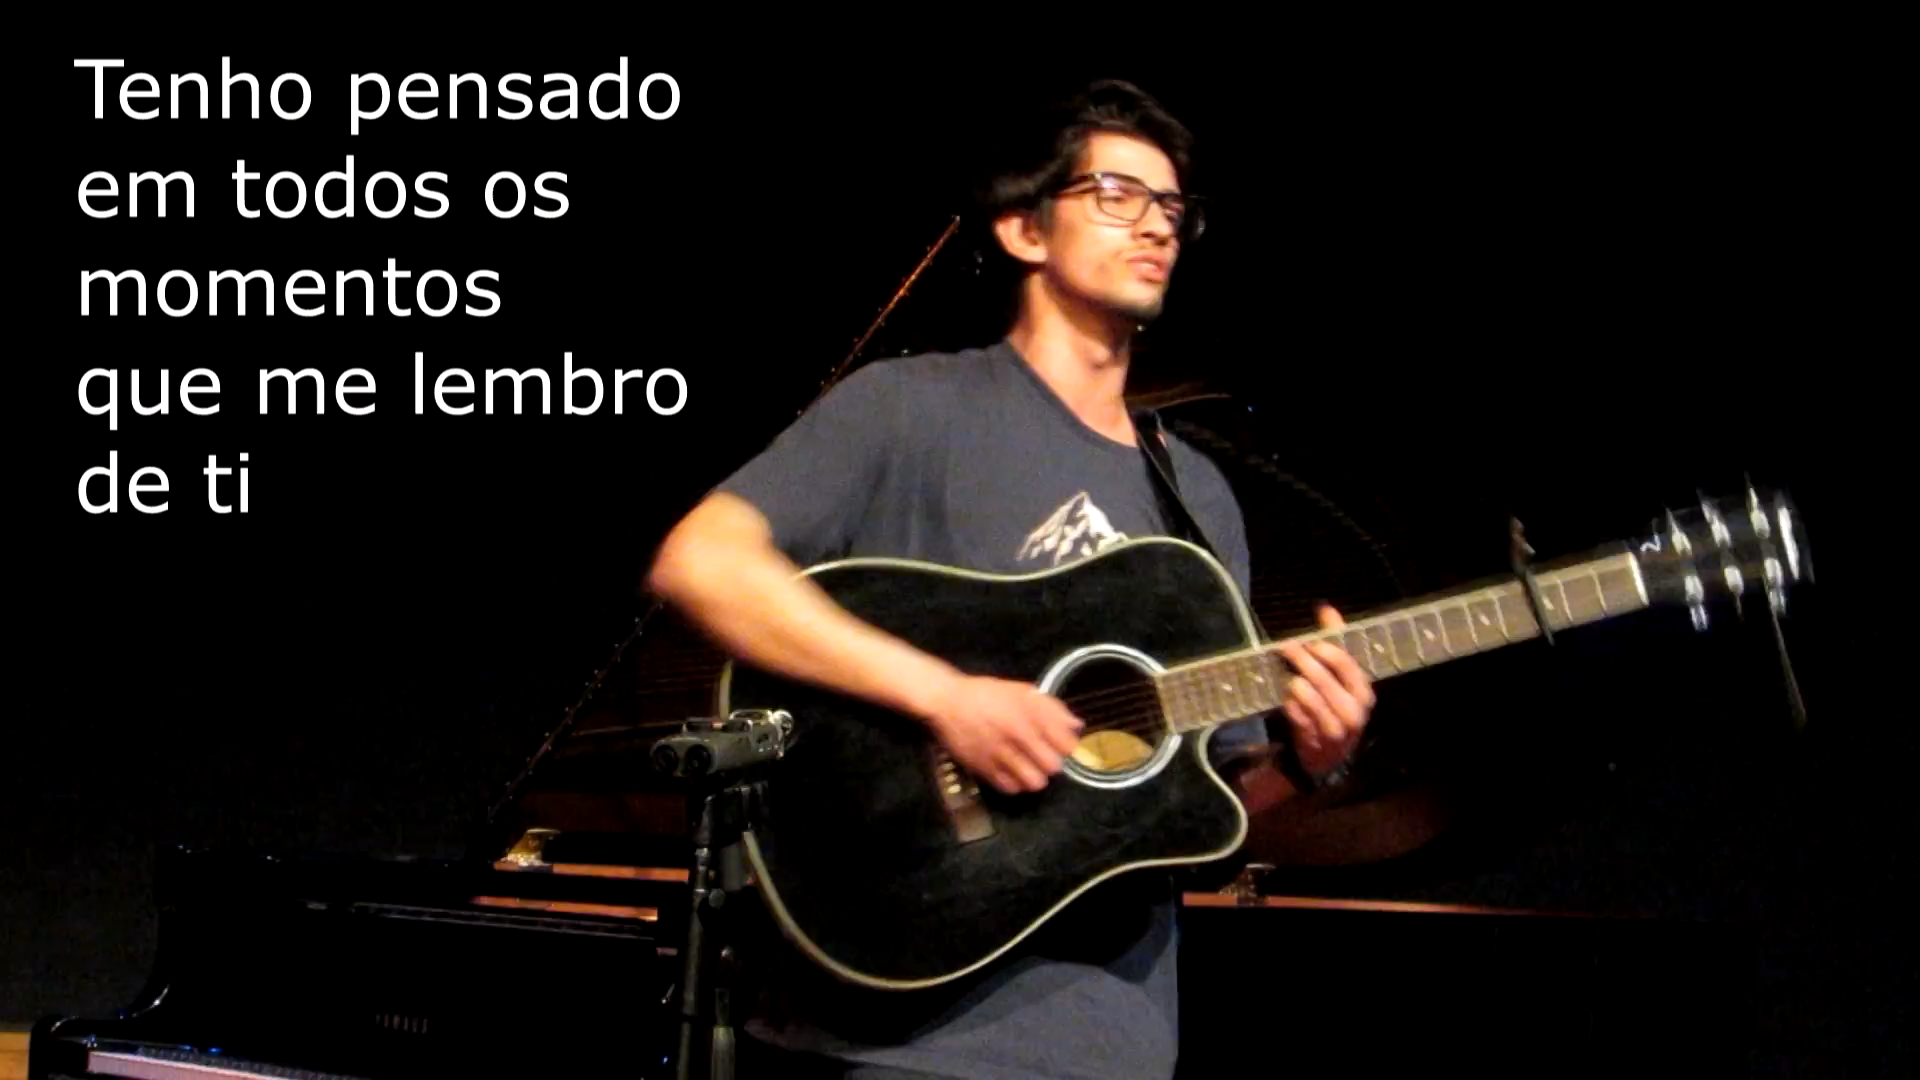 Tenho pensado
em todos os
momentos
que me lembro
de ti